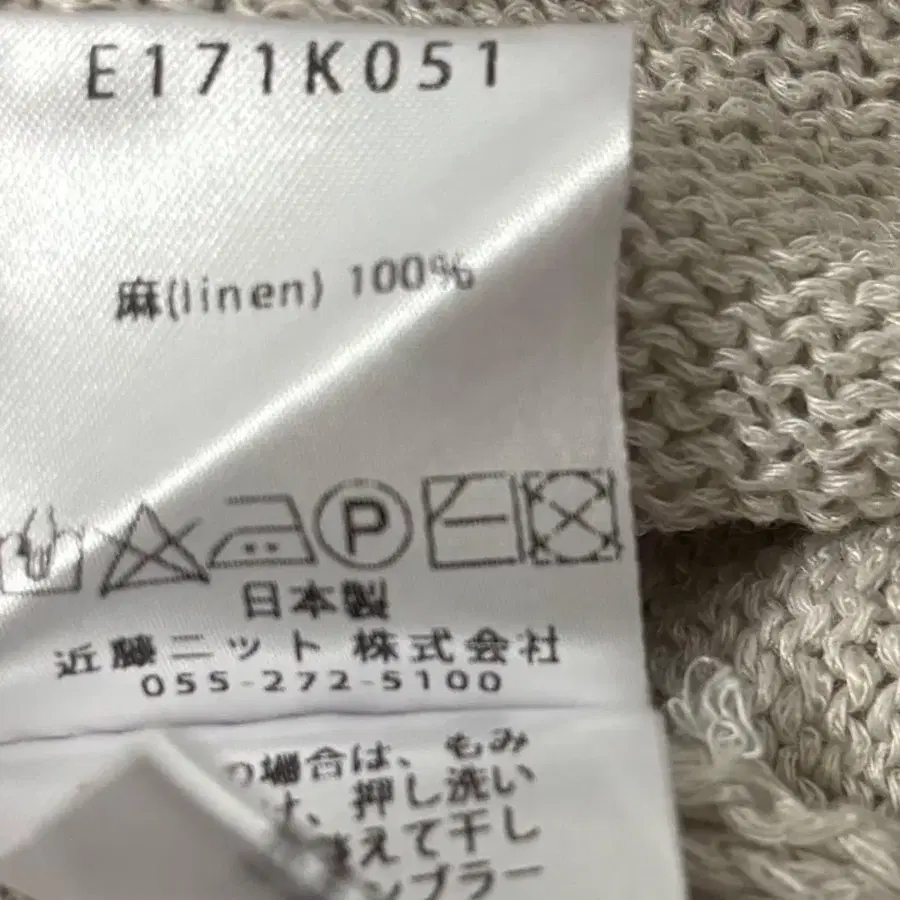 E171K051
麻(linen) 100%
P
日本製
近藤ニット 株式会社
055-272-5100
の場合は、もみ
け、押し洗い
えて干し
ンブラー